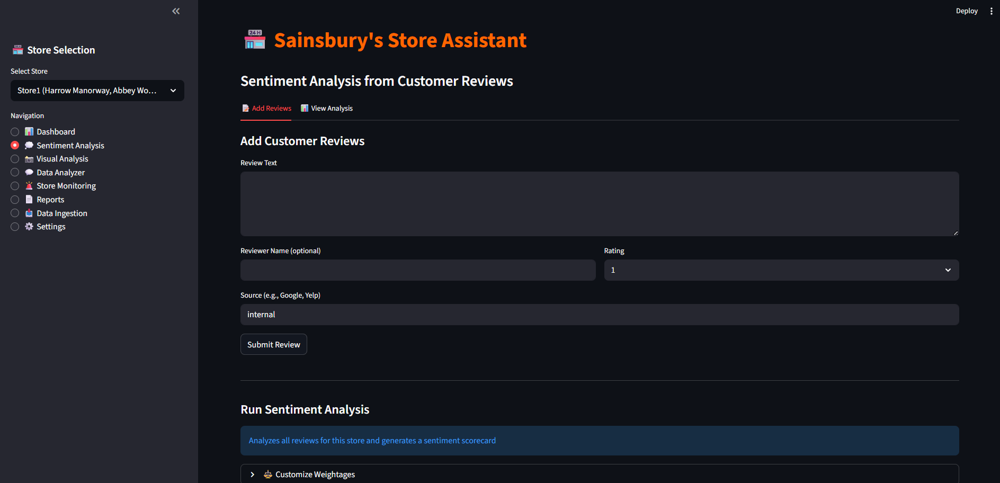 Deploy
Store Selection
Select Store
Store1 (Harrow Manorway, Abbey Wo...
Navigation
Dashboard
Sentiment Analysis
Visual Analysis
Data Analyzer
Store Monitoring
Reports
Data Ingestion
Settings
24 H Sainsbury's Store Assistant
Sentiment Analysis from Customer Reviews
Add Reviews View Analysis
Add Customer Reviews
Review Text
Reviewer Name (optional) Rating
1
Source (e.g., Google, Yelp)
internal
Submit Review
Run Sentiment Analysis
Analyzes all reviews for this store and generates a sentiment scorecard
Customize Weightages